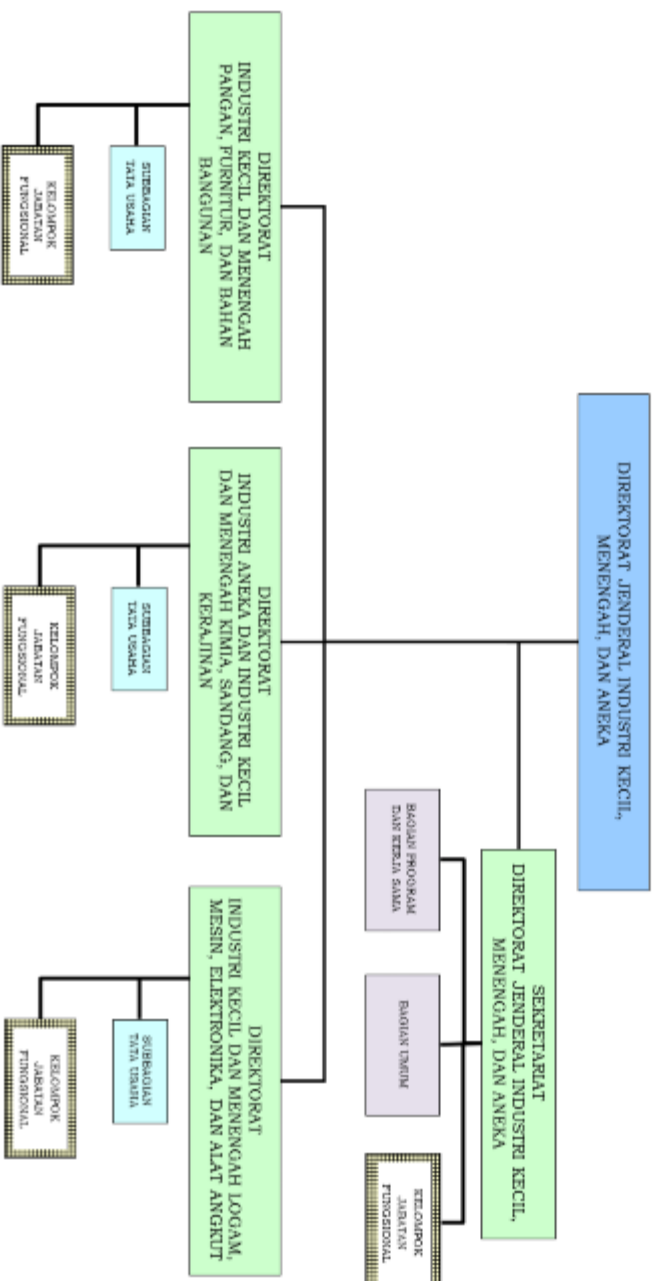 DIREKTORAT JENDERAL INDUSTRI KECIL,
MENENGAH, DAN ANEKA
SEKRETARIAT
DIREKTORAT JENDERAL INDUSTRI KECIL,
MENENGAH, DAN ANEKA
BAGIAN PROGRAM
DAN KERJA SAMA
BAGIAN UMUM
KELOMPOK
JABATAN
FUNGSIONAL
DIREKTORAT
INDUSTRI KECIL DAN MENENGAH
PANGAN, FURNITUR, DAN BAHAN
BANGUNAN
SUBBAGIAN
TATA USAHA
KELOMPOK
JABATAN
FUNGSIONAL
DIREKTORAT
INDUSTRI ANEKA DAN INDUSTRI KECIL
DAN MENENGAH KIMIA, SANDANG, DAN
KERAJINAN
SUBBAGIAN
TATA USAHA
KELOMPOK
JABATAN
FUNGSIONAL
DIREKTORAT
INDUSTRI KECIL DAN MENENGAH LOGAM,
MESIN, ELEKTRONIKA, DAN ALAT ANGKUT
SUBBAGIAN
TATA USAHA
KELOMPOK
JABATAN
FUNGSIONAL